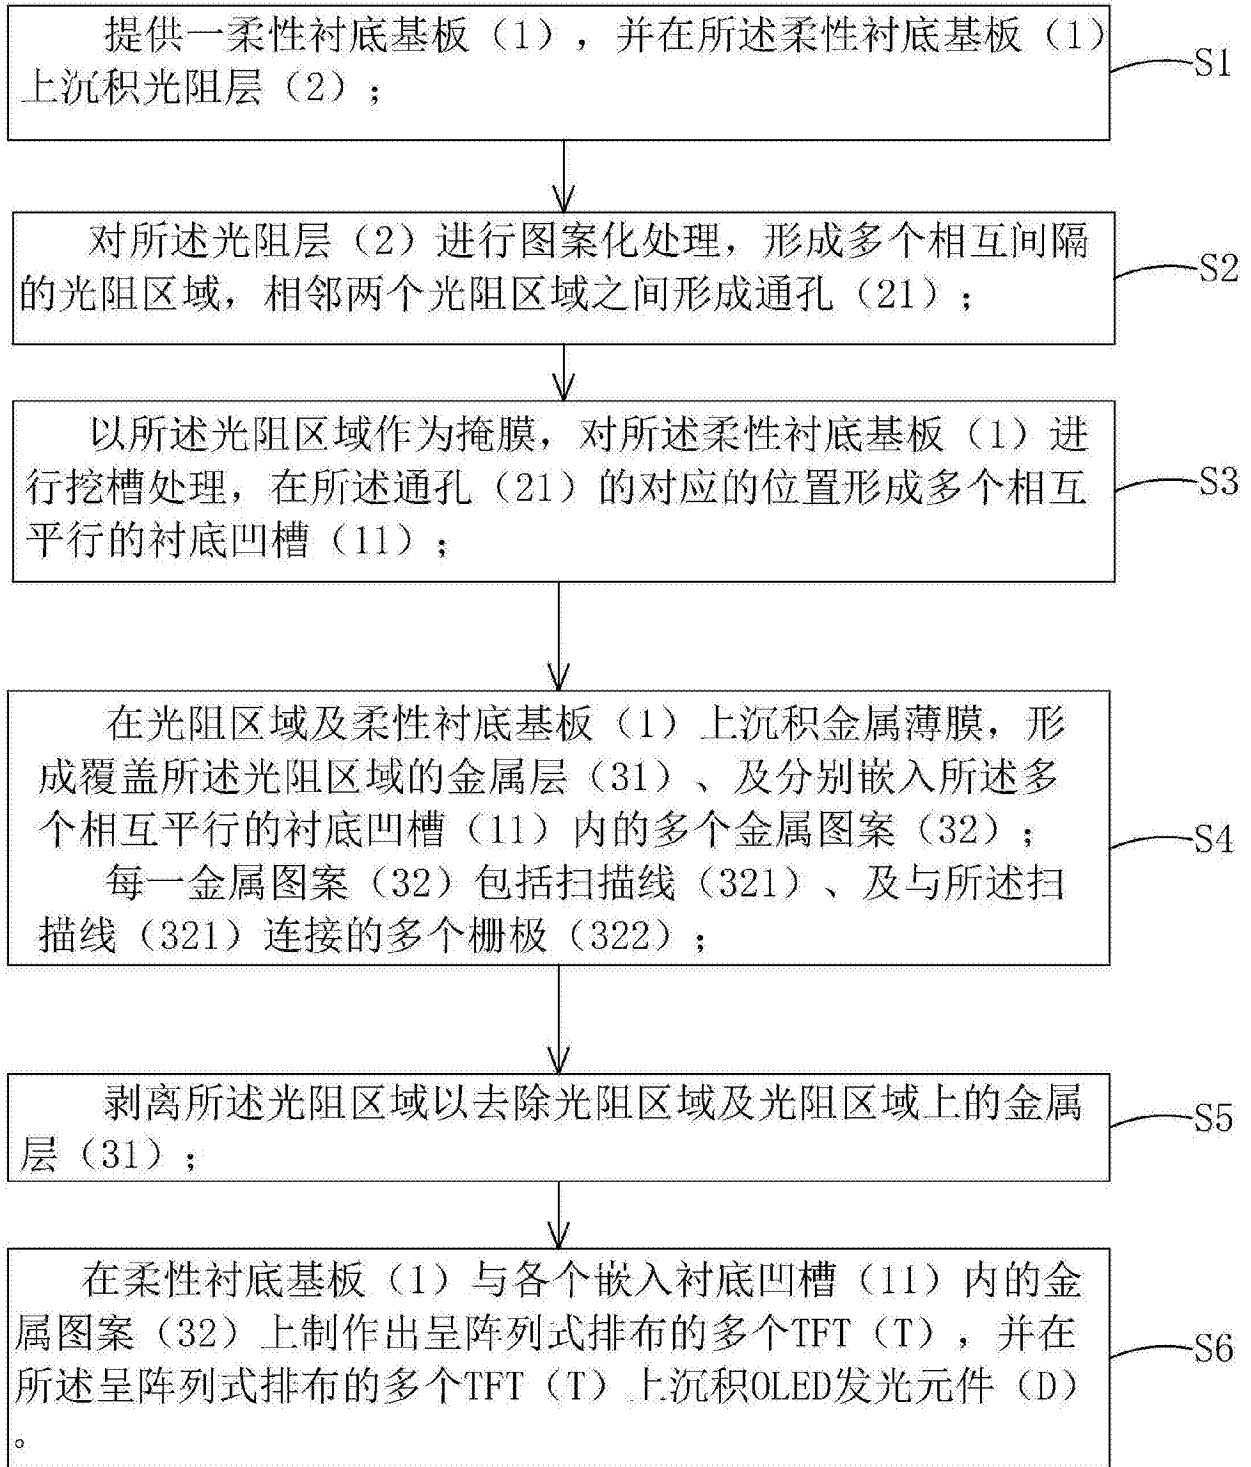 提供一柔性衬底基板（1），并在所述柔性衬底基板（1）
上沉积光阻层（2）；
S1
对所述光阻层（2）进行图案化处理，形成多个相互间隔
的光阻区域，相邻两个光阻区域之间形成通孔（21）；
S2
以所述光阻区域作为掩膜，对所述柔性衬底基板（1）进
行挖槽处理，在所述通孔（21）的对应的位置形成多个相互
平行的衬底凹槽（11）；
S3
在光阻区域及柔性衬底基板（1）上沉积金属薄膜，形
成覆盖所述光阻区域的金属层（31）、及分别嵌入所述多
个相互平行的衬底凹槽（11）内的多个金属图案（32）；
每一金属图案（32）包括扫描线（321）、及与所述扫
描线（321）连接的多个栅极（322）；
S4
剥离所述光阻区域以去除光阻区域及光阻区域上的金属
层（31）；
S5
在柔性衬底基板（1）与各个嵌入衬底凹槽（11）内的金
属图案（32）上制作出呈阵列式排布的多个TFT（T），并在
所述呈阵列式排布的多个TFT（T）上沉积OLED发光元件（D）
。
S6